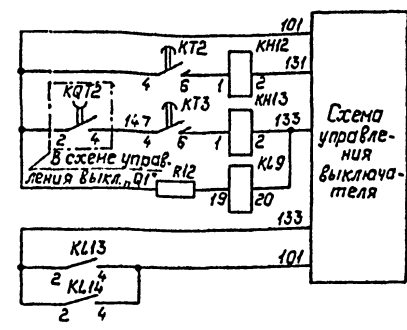 101
KT2
KH12
4
6
1
2
131
KQT2
KT3
KH13
2
4
147
4
6
1
2
133
В схеме управ-
ления выкл. „Q1"
R12
KL9
19
20
133
KL13
2
4
101
KL14
2
4
Схема
управле-
ния
выключа-
теля